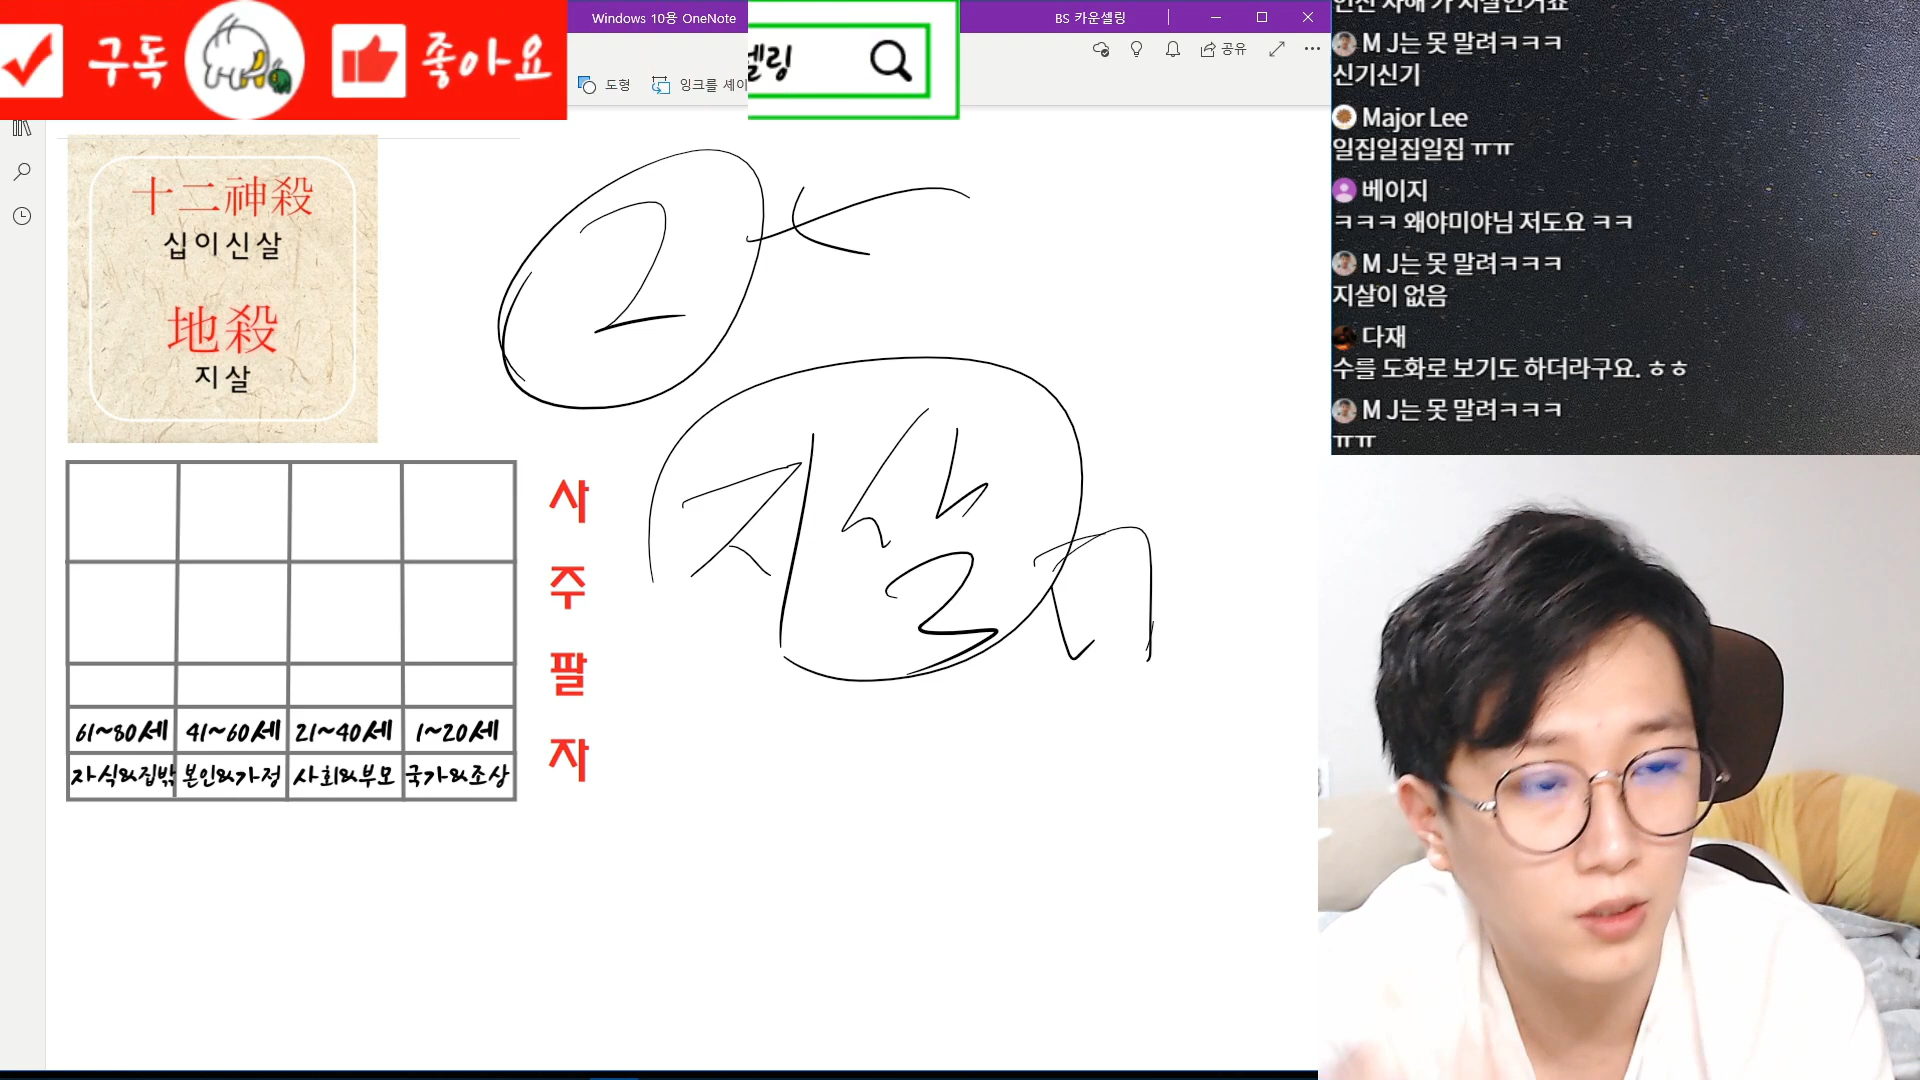 구독
좋아요
Windows 10용 OneNote
BS 카운셀링
셀링
공유
도형
잉크를 셰이
十二神殺
십이신살
地殺
지살
2
지살
61~80세 41~60세 21~40세 1~20세
자식&집밖 본인&가정 사회&부모 국가&조상
사
주
팔
자
M J는 못 말려ㅋㅋㅋ
신기신기
Major Lee
일집일집일집 ㅠㅠ
베이지
ㅋㅋㅋ 왜야미야님 저도요 ㅋㅋ
M J는 못 말려ㅋㅋㅋ
지살이 없음
다재
수를 도화로 보기도 하더라구요. ㅎㅎ
M J는 못 말려ㅋㅋㅋ
ㅠㅠ